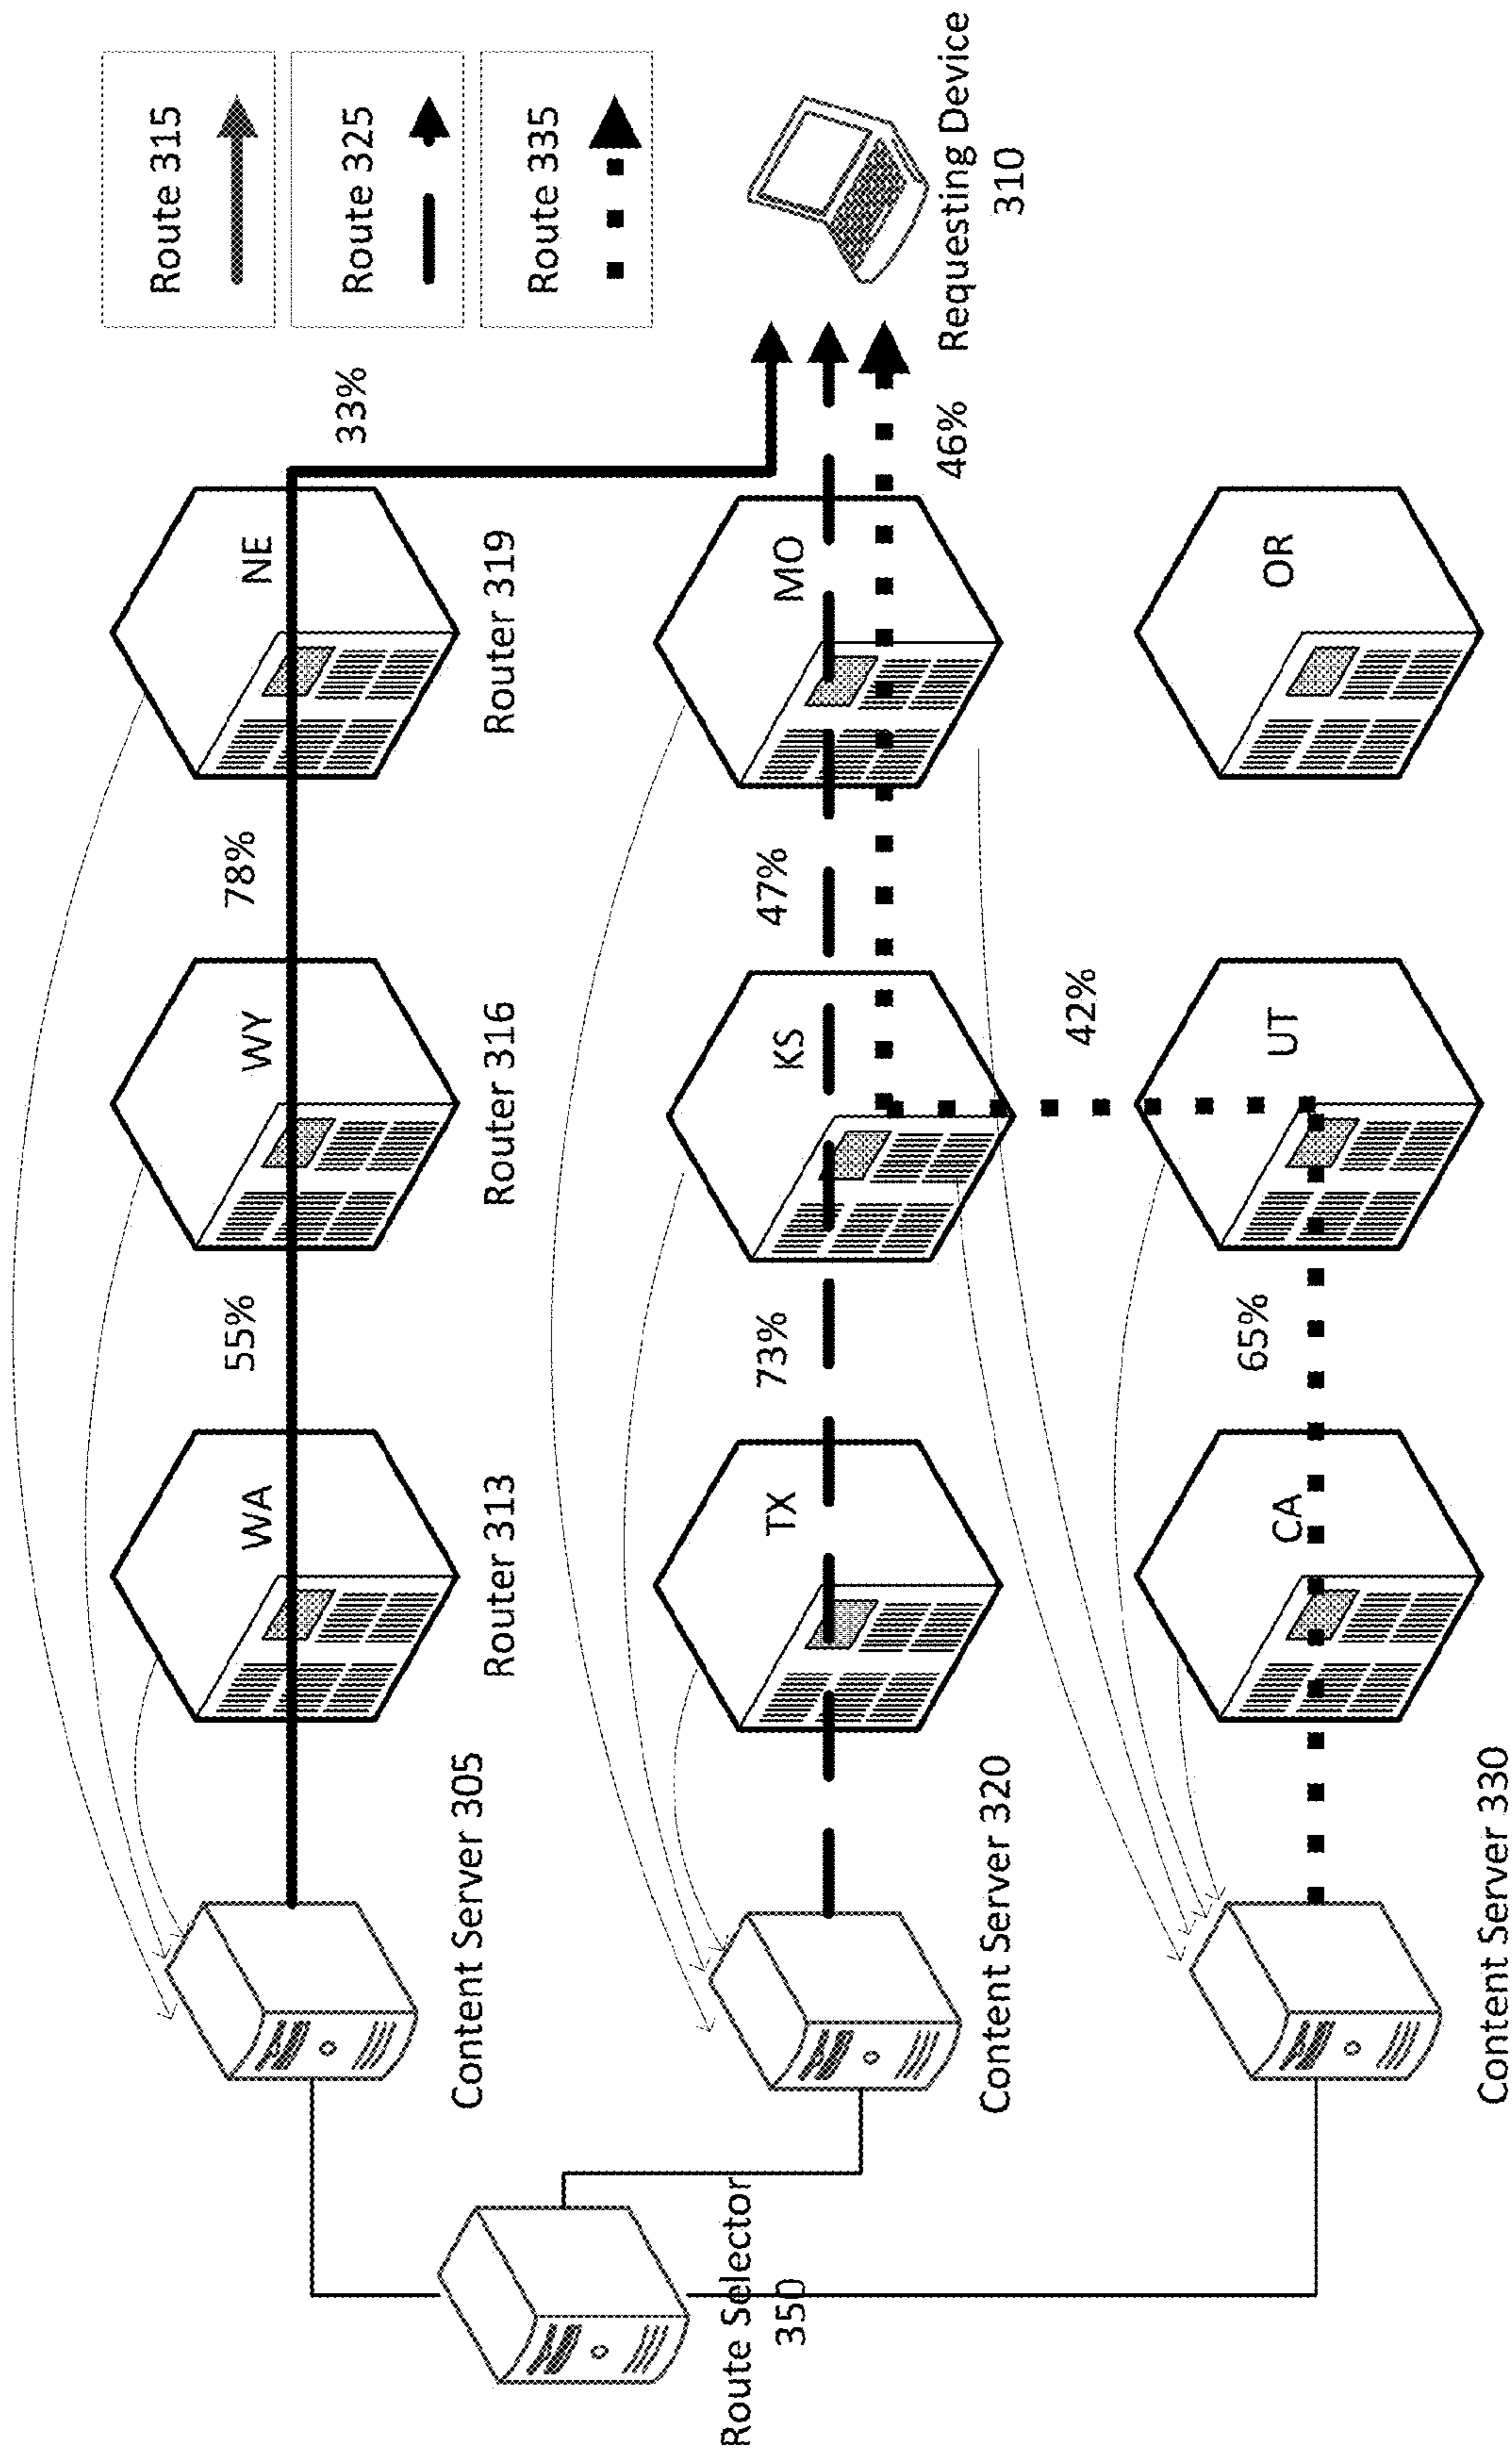 Route 315
Route 325
Route 335
33%
NE
78%
WY
55%
WA
Router 319
Router 316
Router 313
Content Server 305
Requesting Device
310
46%
MO
47%
KS
73%
TX
Content Server 320
42%
OR
UT
65%
CA
Content Server 330
Route Selector
350